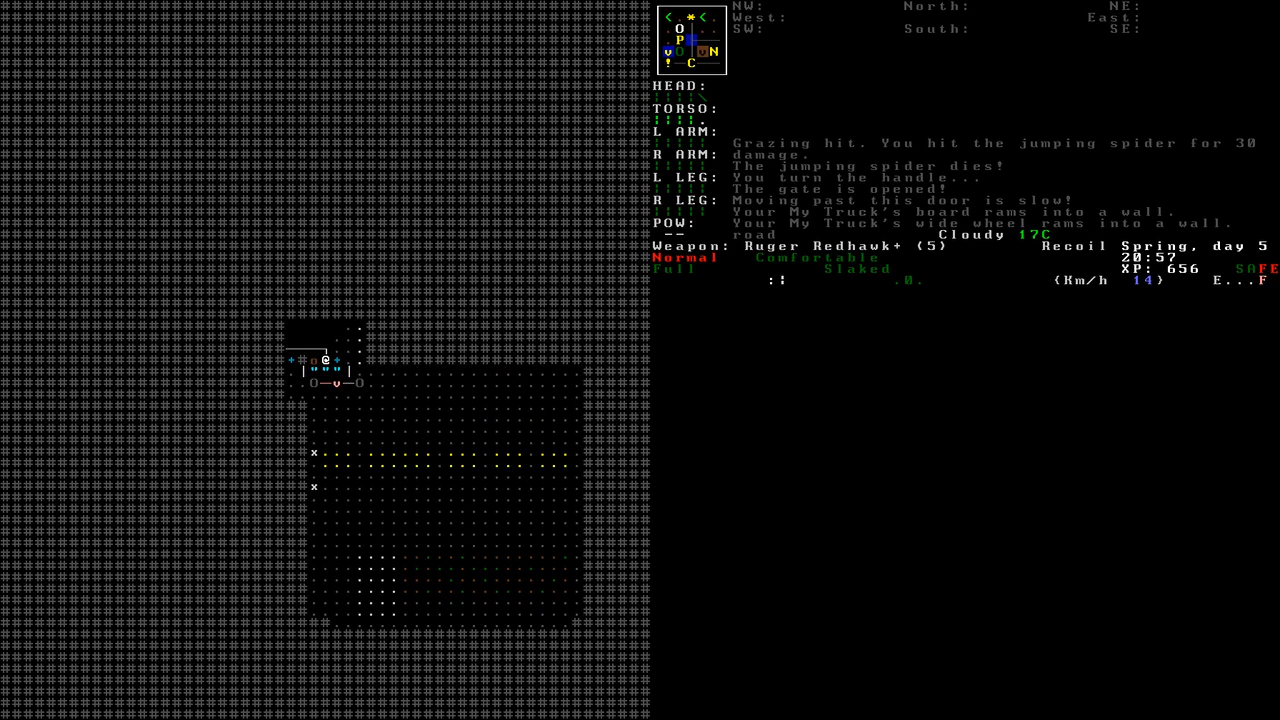 NW: North: NE:
West: East:
SW: South: SE:
< . * < .
O
P
v O v N
! C
HEAD:
TORSO:
L ARM:
R ARM:
L LEG:
R LEG:
POW:
--
Grazing hit. You hit the jumping spider for 30
damage.
The jumping spider dies!
You turn the handle...
The gate is opened!
Moving past this door is slow!
Your My Truck's board rams into a wall.
Your My Truck's wide wheel rams into a wall.
road Cloudy 17C
Weapon: Ruger Redhawk+ (5) Recoil Spring, day 5
Normal Comfortable 20:57
Full Slaked XP: 656 SAFE
:¦ .0. {Km/h 14} E...F